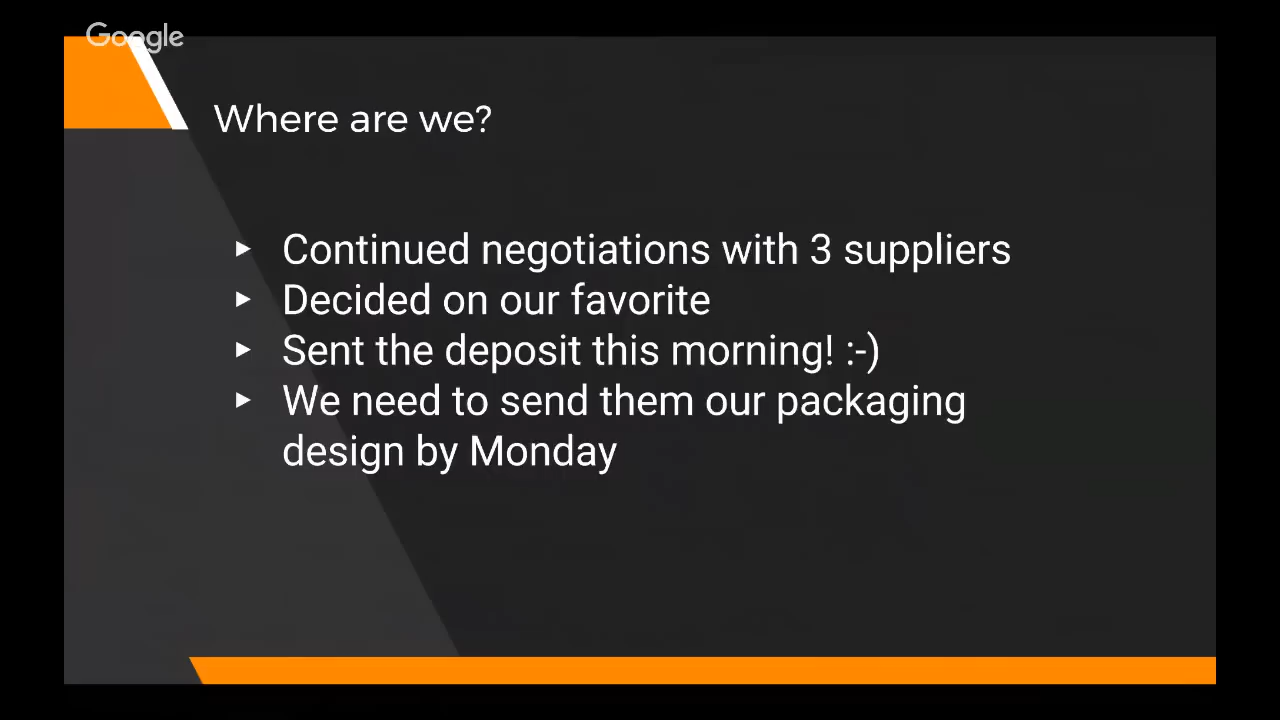 Google
Where are we?
► Continued negotiations with 3 suppliers
► Decided on our favorite
► Sent the deposit this morning! :-)
► We need to send them our packaging
design by Monday